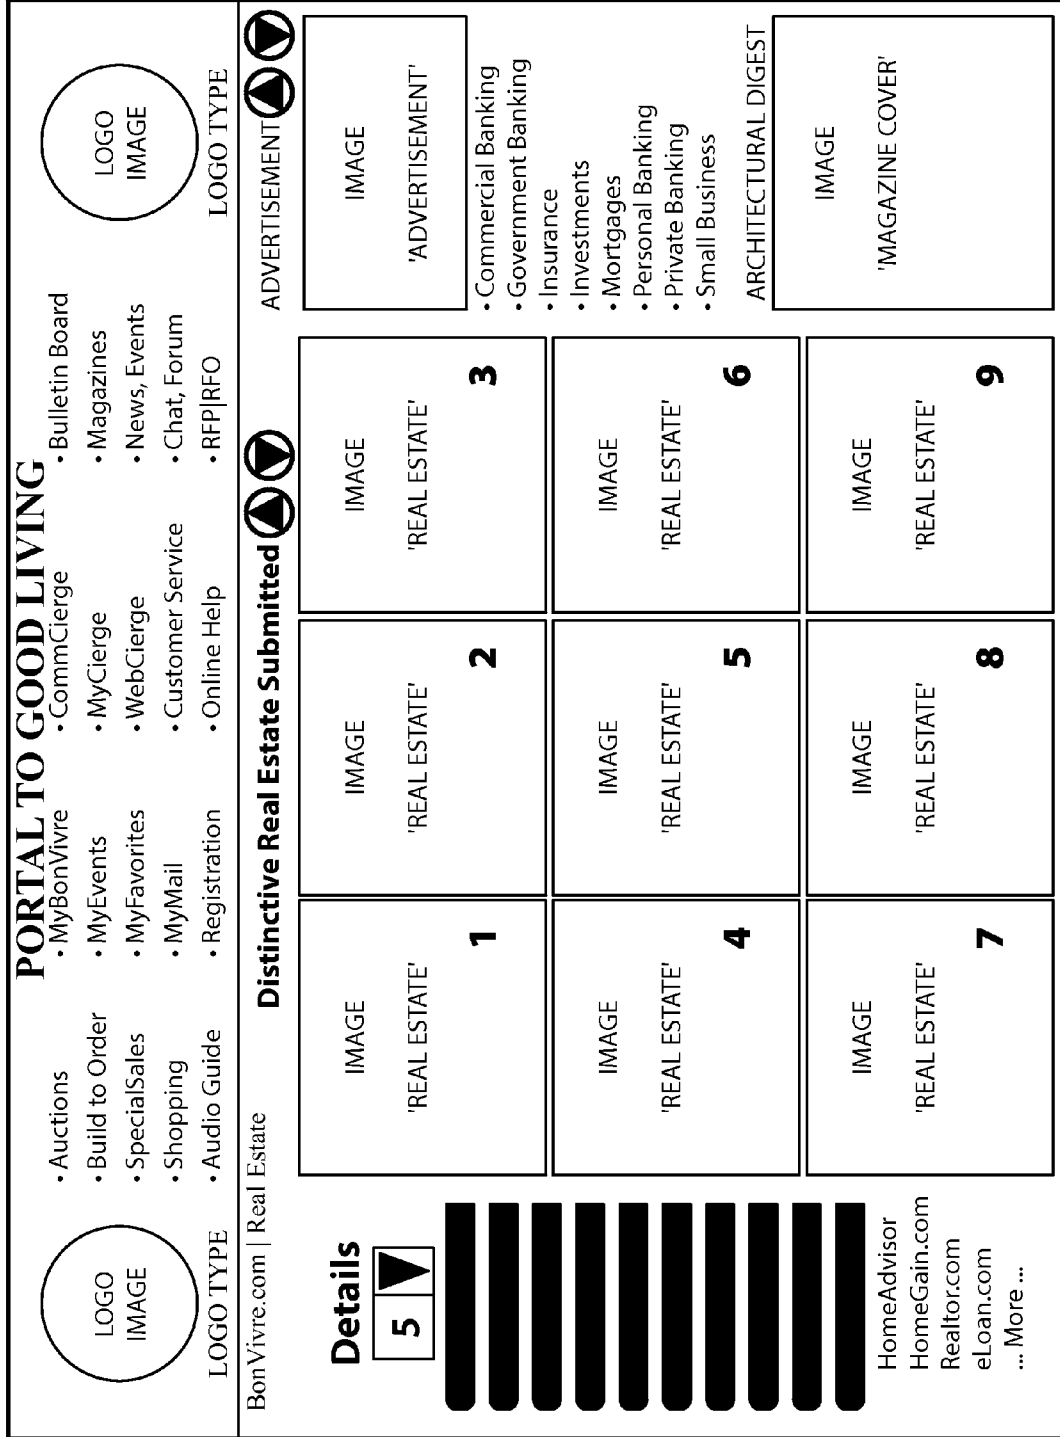 PORTAL TO GOOD LIVING
LOGO
IMAGE
LOGO TYPE
• Auctions
• Build to Order
• SpecialSales
• Shopping
• Audio Guide
• MyBonVivre
• MyEvents
• MyFavorites
• MyMail
• Registration
• CommCierge
• MyCierge
• WebCierge
• Customer Service
• Online Help
• Bulletin Board
• Magazines
• News, Events
• Chat, Forum
• RFP|RFO
LOGO
IMAGE
LOGO TYPE
BonVivre.com | Real Estate
Distinctive Real Estate Submitted
ADVERTISEMENT
Details
5
HomeAdvisor
HomeGain.com
Realtor.com
eLoan.com
... More ...
IMAGE
'REAL ESTATE'
1
IMAGE
'REAL ESTATE'
2
IMAGE
'REAL ESTATE'
3
IMAGE
'REAL ESTATE'
4
IMAGE
'REAL ESTATE'
5
IMAGE
'REAL ESTATE'
6
IMAGE
'REAL ESTATE'
7
IMAGE
'REAL ESTATE'
8
IMAGE
'REAL ESTATE'
9
IMAGE
'ADVERTISEMENT'
• Commercial Banking
• Government Banking
• Insurance
• Investments
• Mortgages
• Personal Banking
• Private Banking
• Small Business
ARCHITECTURAL DIGEST
IMAGE
'MAGAZINE COVER'